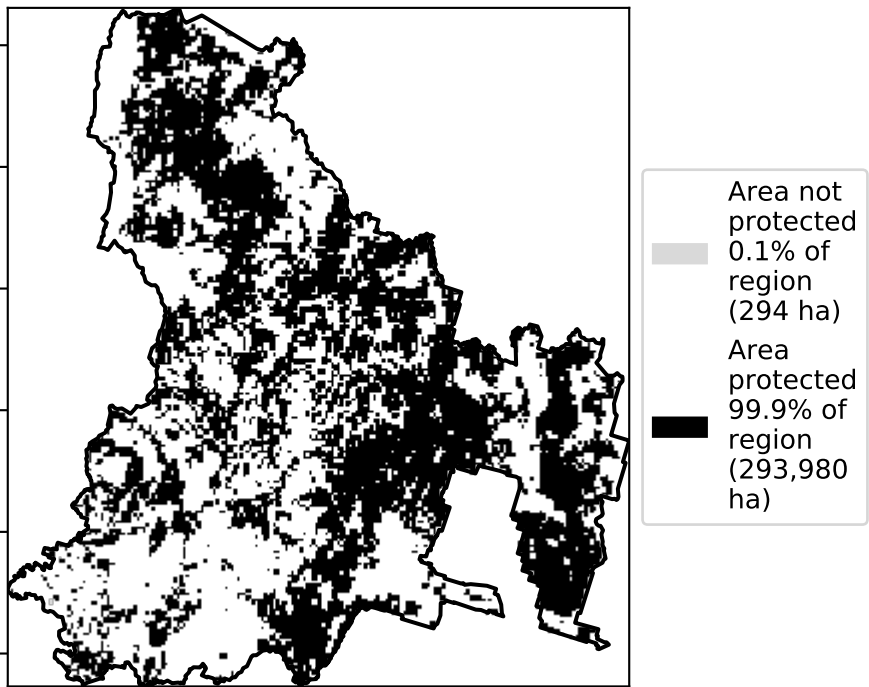 Area not
protected
0.1% of
region
(294 ha)
Area
protected
99.9% of
region
(293,980
ha)